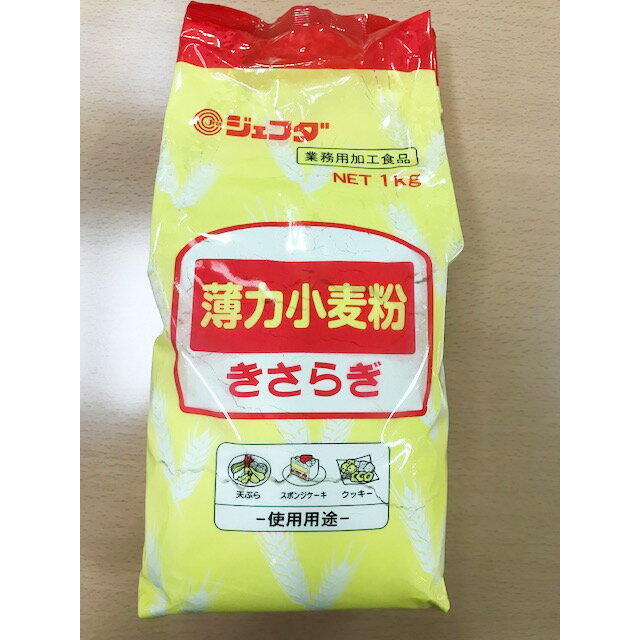 ジェフダ
業務用加工食品
NET 1kg
薄力小麦粉
きさらぎ
天ぷら スポンジケーキ クッキー
-使用用途-